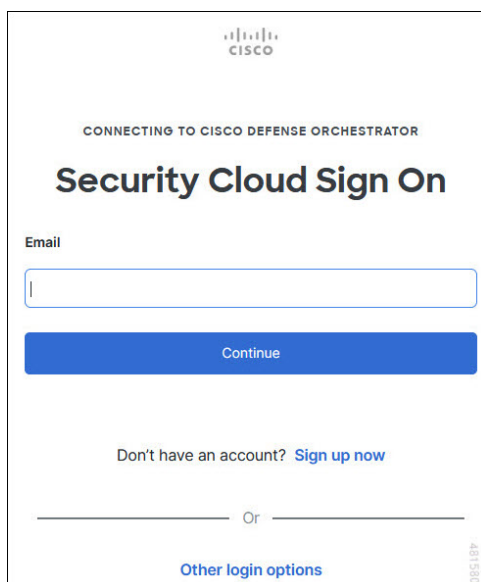 CISCO
CONNECTING TO CISCO DEFENSE ORCHESTRATOR
Security Cloud Sign On
Email
Continue
Don't have an account? Sign up now
Or
Other login options
481580